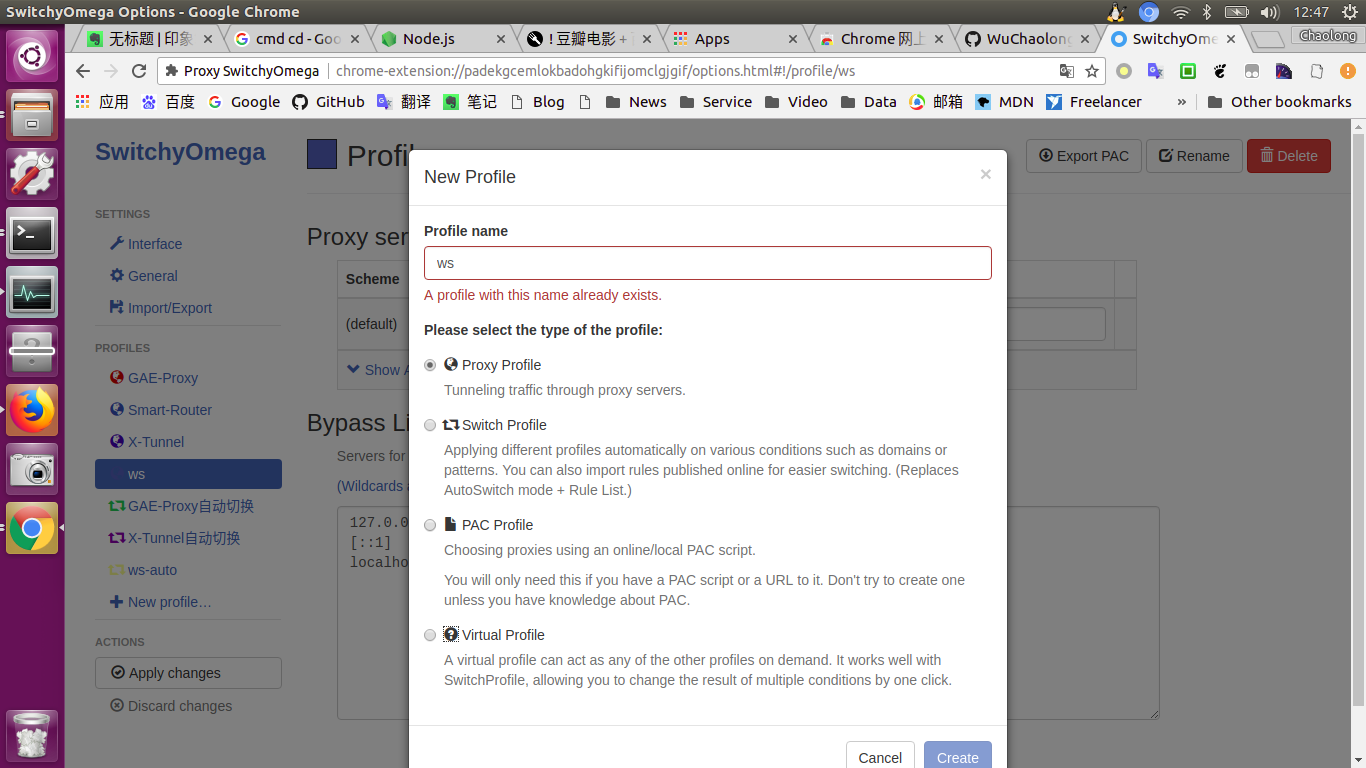 SwitchyOmega Options - Google Chrome
12:47
无标题 | 印象
cmd cd - Goo
Node.js
! 豆瓣电影 +
Apps
Chrome 网上
WuChaolong
SwitchyOme
Chaolong
Proxy SwitchyOmega
chrome-extension://padekgcemlokbadohgkifijomclgjgif/options.html#!/profile/ws
应用
百度
Google
GitHub
翻译
笔记
Blog
News
Service
Video
Data
邮箱
MDN
Freelancer
»
Other bookmarks
SwitchyOmega
Profil
Export PAC
Rename
Delete
SETTINGS
Interface
General
Import/Export
PROFILES
GAE-Proxy
Smart-Router
X-Tunnel
ws
GAE-Proxy自动切换
X-Tunnel自动切换
ws-auto
New profile…
ACTIONS
Apply changes
Discard changes
Proxy ser
Scheme
(default)
Show A
Bypass Li
Servers for
(Wildcards a
127.0.0
[::1]
localho
New Profile
×
Profile name
ws
A profile with this name already exists.
Please select the type of the profile:
Proxy Profile
Tunneling traffic through proxy servers.
Switch Profile
Applying different profiles automatically on various conditions such as domains or
patterns. You can also import rules published online for easier switching. (Replaces
AutoSwitch mode + Rule List.)
PAC Profile
Choosing proxies using an online/local PAC script.
You will only need this if you have a PAC script or a URL to it. Don't try to create one
unless you have knowledge about PAC.
Virtual Profile
A virtual profile can act as any of the other profiles on demand. It works well with
SwitchProfile, allowing you to change the result of multiple conditions by one click.
Cancel
Create